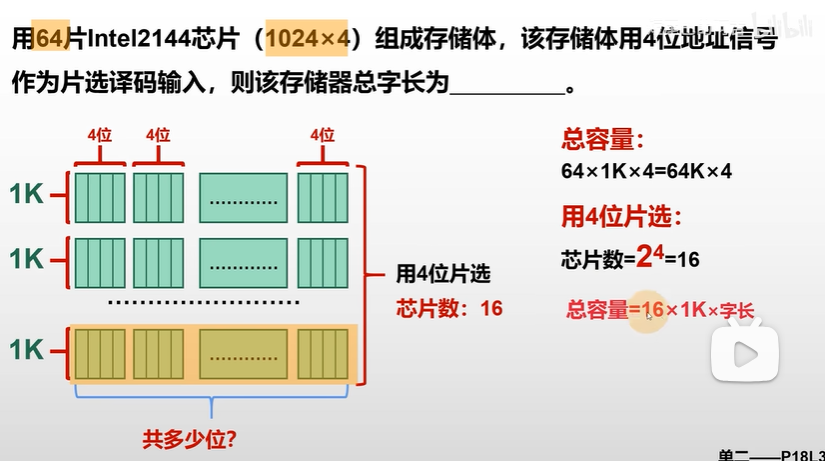 用64片Intel2144芯片（1024×4）组成存储体，该存储体用4位地址信号
作为片选译码输入，则该存储器总字长为__________。
4位 4位 4位
1K
1K
…………
…………
……………………
1K
…………
共多少位？
用4位片选
芯片数：16
总容量：
64×1K×4=64K×4
用4位片选：
芯片数=2⁴=16
总容量=16×1K×字长
单二——P18L3
bilibili